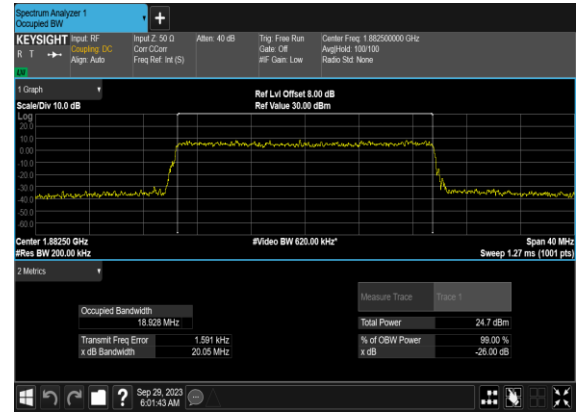 Spectrum Analyzer 1
Occupied BW
+
KEYSIGHT Input: RF Input Z: 50 Ω Atten: 40 dB Trig: Free Run Center Freq: 1.882500000 GHz
R T Coupling: DC Corr CCorr Gate: Off Avg|Hold: 100/100
Align: Auto Freq Ref: Int (S) #IF Gain: Low Radio Std: None
LW
1 Graph
Ref Lvl Offset 8.00 dB
Scale/Div 10.0 dB Ref Value 30.00 dBm
Log
20.0
10.0
0.00
-10.0
-20.0
-30.0
-40.0
-50.0
-60.0
Center 1.88250 GHz #Video BW 620.00 kHz* Span 40 MHz
#Res BW 200.00 kHz Sweep 1.27 ms (1001 pts)
2 Metrics
Measure Trace Trace 1
Occupied Bandwidth
18.928 MHz Total Power 24.7 dBm
Transmit Freq Error 1.591 kHz % of OBW Power 99.00 %
x dB Bandwidth 20.05 MHz x dB -26.00 dB
?
Sep 29, 2023
6:01:43 AM